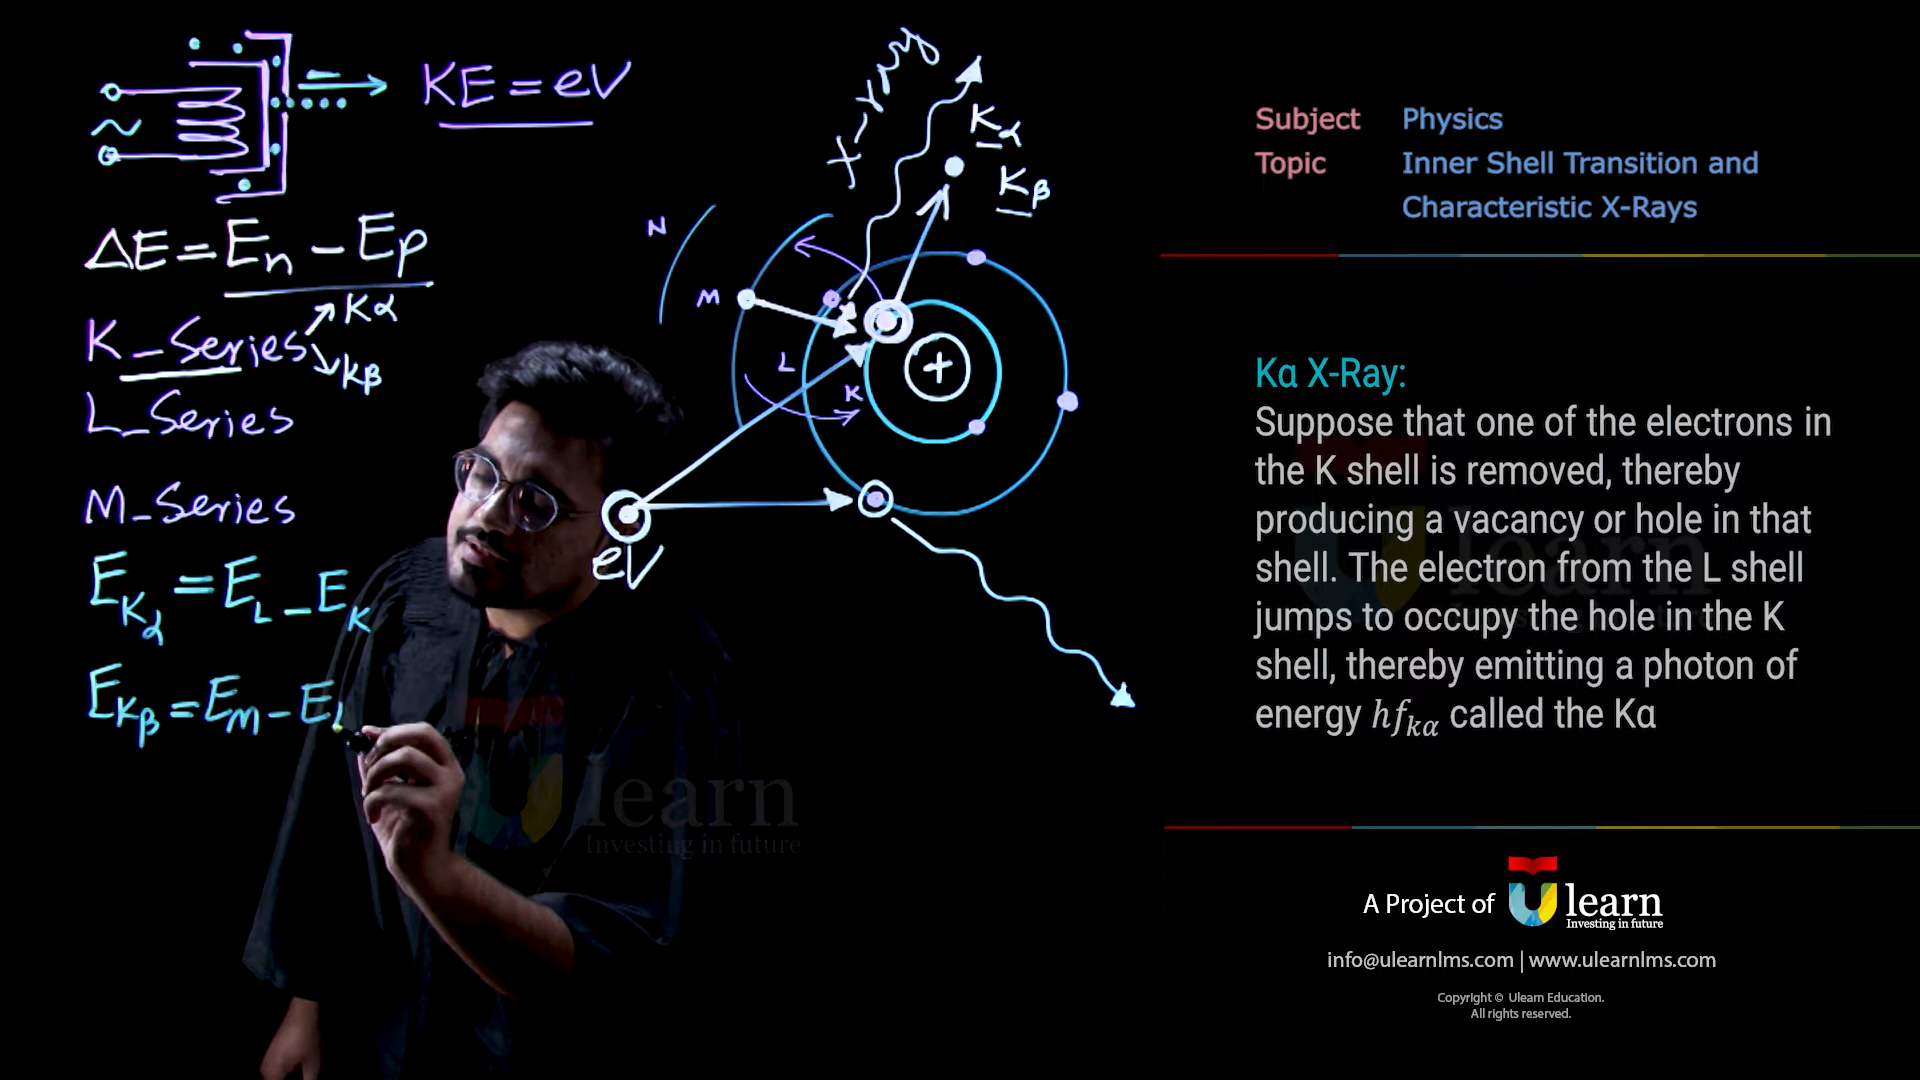 KE = eV
ΔE = En - Ep
K_Series
Kα
Kβ
L_Series
M_Series
EKα = EL - EK
EKβ = EM - E
X-rays
Kα
Kβ
N
M
L
K
+
eV
Subject Physics
Topic Inner Shell Transition and
Characteristic X-Rays
Kα X-Ray:
Suppose that one of the electrons in
the K shell is removed, thereby
producing a vacancy or hole in that
shell. The electron from the L shell
jumps to occupy the hole in the K
shell, thereby emitting a photon of
energy hfkα called the Kα
Ulearn
Investing in future
A Project of Ulearn
Investing in future
info@ulearnlms.com | www.ulearnlms.com
Copyright © Ulearn Education.
All rights reserved.